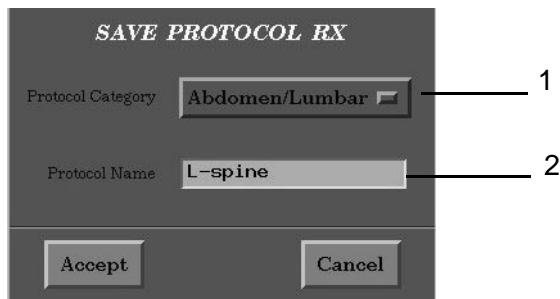 SAVE PROTOCOL RX
Protocol Category Abdomen/Lumbar 1
Protocol Name L-spine 2
Accept Cancel